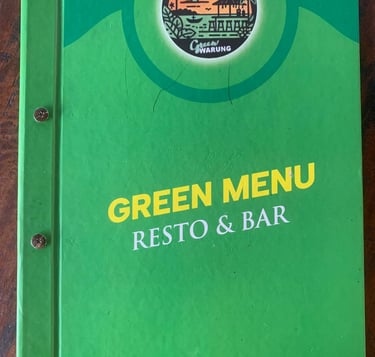 Green
WARUNG
GREEN MENU
RESTO & BAR